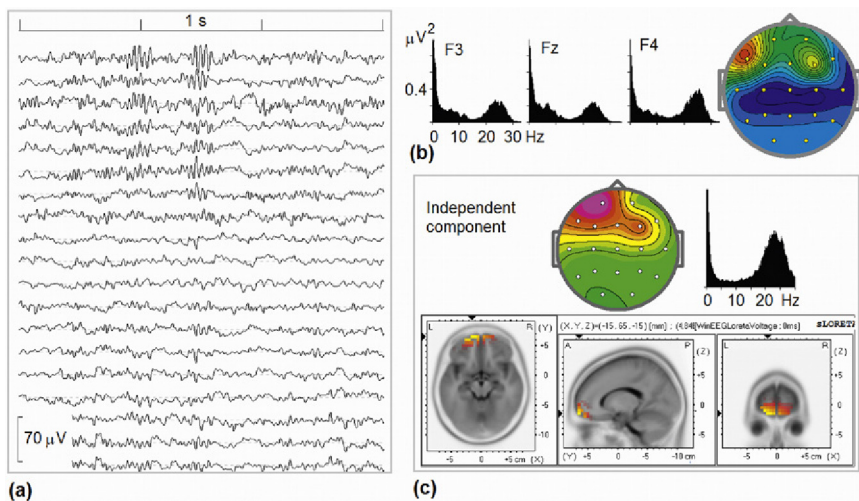 1 s
70 μV
(a)
μV²
F3
Fz
F4
0.4
0 10 20 30 Hz
(b)
Independent
component
0 20 Hz
L R (Y)
+5
0
-5
-10
-5 0 +5 cm (X)
(X, Y, Z)=(-15, 65, -15) [mm] ; (4.84)[WinEEGLoretaVoltage ; 0ms]
A P (Z)
+5
0
-5
(Y) +5 0 -5 -10 cm
sLORETA
L R (Z)
+5
0
-5
-5 0 +5 cm (X)
(c)